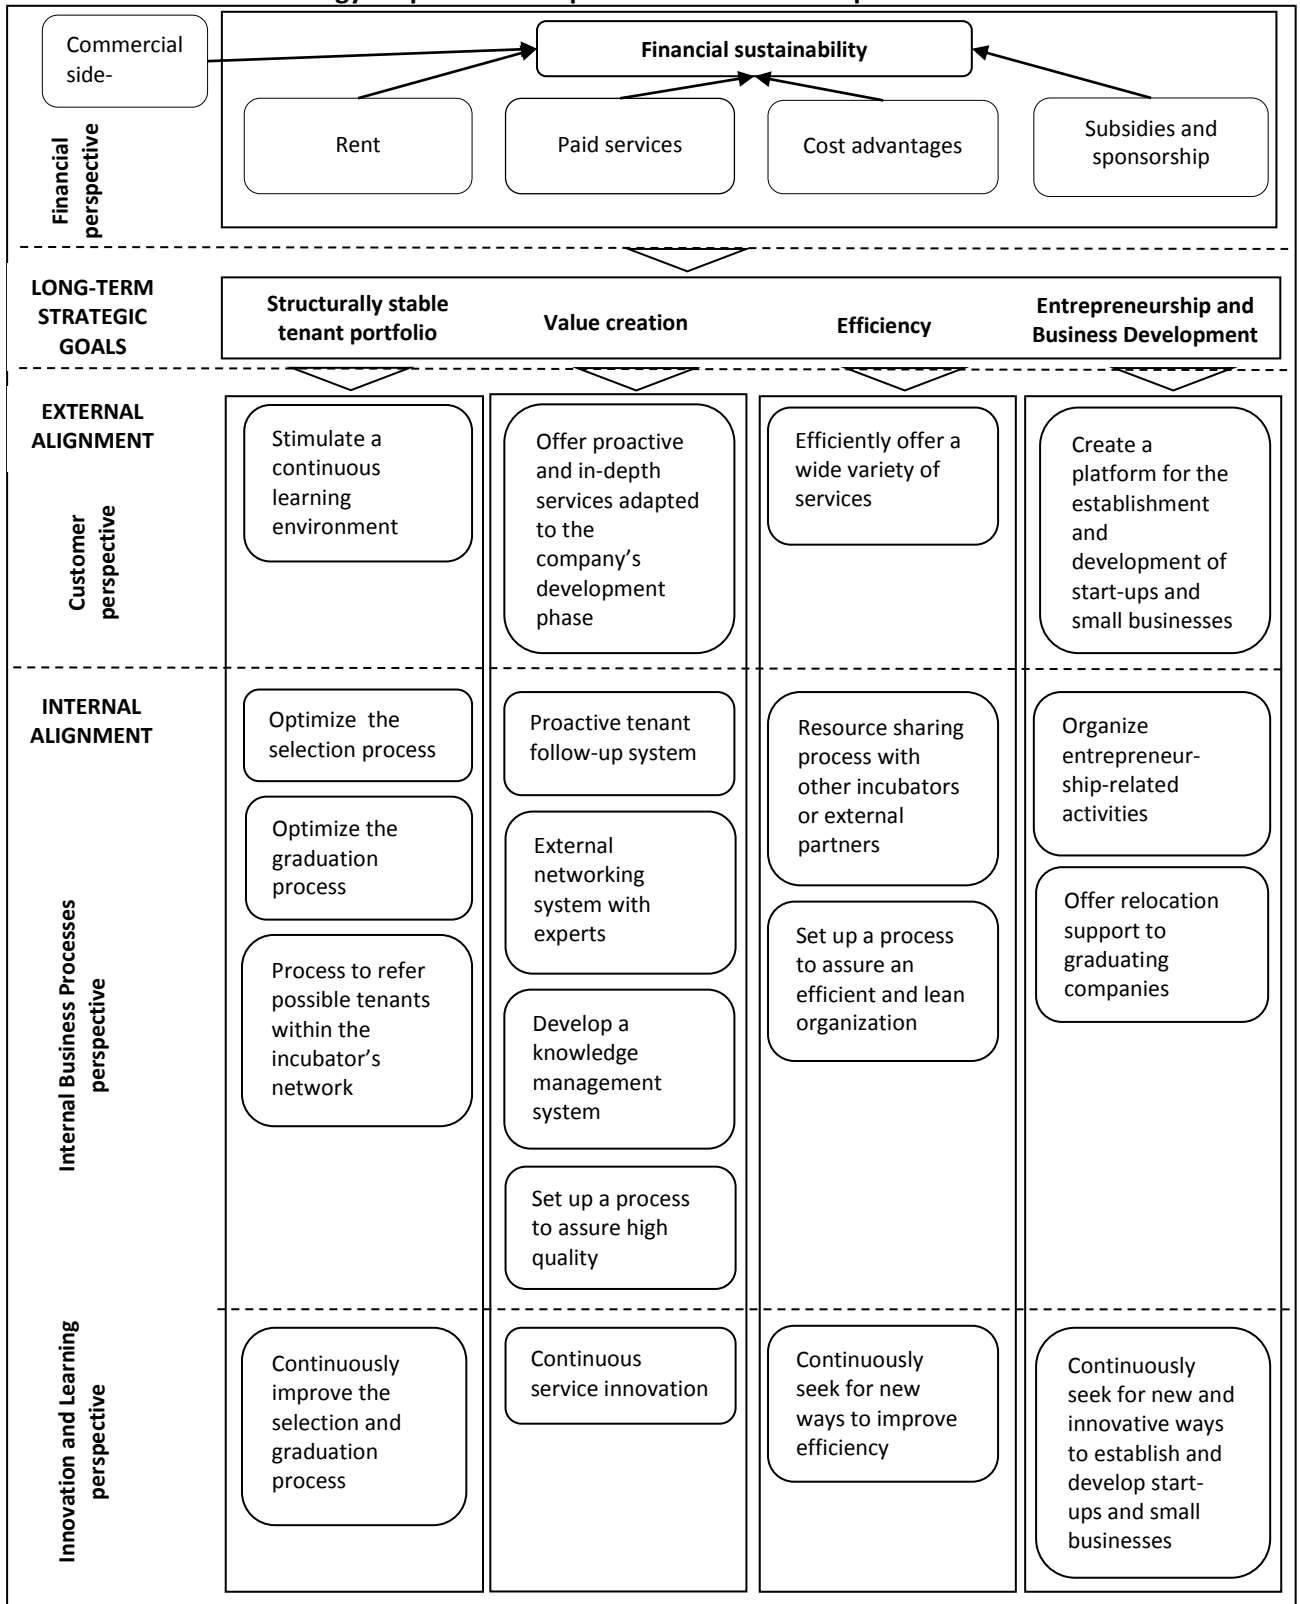 Commercial
side-
Financial sustainability
Rent
Paid services
Cost advantages
Subsidies and
sponsorship
Financial
perspective
LONG-TERM
STRATEGIC
GOALS
Structurally stable
tenant portfolio
Value creation
Efficiency
Entrepreneurship and
Business Development
EXTERNAL
ALIGNMENT
Customer
perspective
Stimulate a
continuous
learning
environment
Offer proactive
and in-depth
services adapted
to the
company’s
development
phase
Efficiently offer a
wide variety of
services
Create a
platform for the
establishment
and
development of
start-ups and
small businesses
INTERNAL
ALIGNMENT
Internal Business Processes
perspective
Optimize the
selection process
Optimize the
graduation
process
Process to refer
possible tenants
within the
incubator’s
network
Proactive tenant
follow-up system
External
networking
system with
experts
Develop a
knowledge
management
system
Set up a process
to assure high
quality
Resource sharing
process with
other incubators
or external
partners
Set up a process
to assure an
efficient and lean
organization
Organize
entrepreneur-
ship-related
activities
Offer relocation
support to
graduating
companies
Innovation and Learning
perspective
Continuously
improve the
selection and
graduation
process
Continuous
service innovation
Continuously
seek for new
ways to improve
efficiency
Continuously
seek for new and
innovative ways
to establish and
develop start-
ups and small
businesses